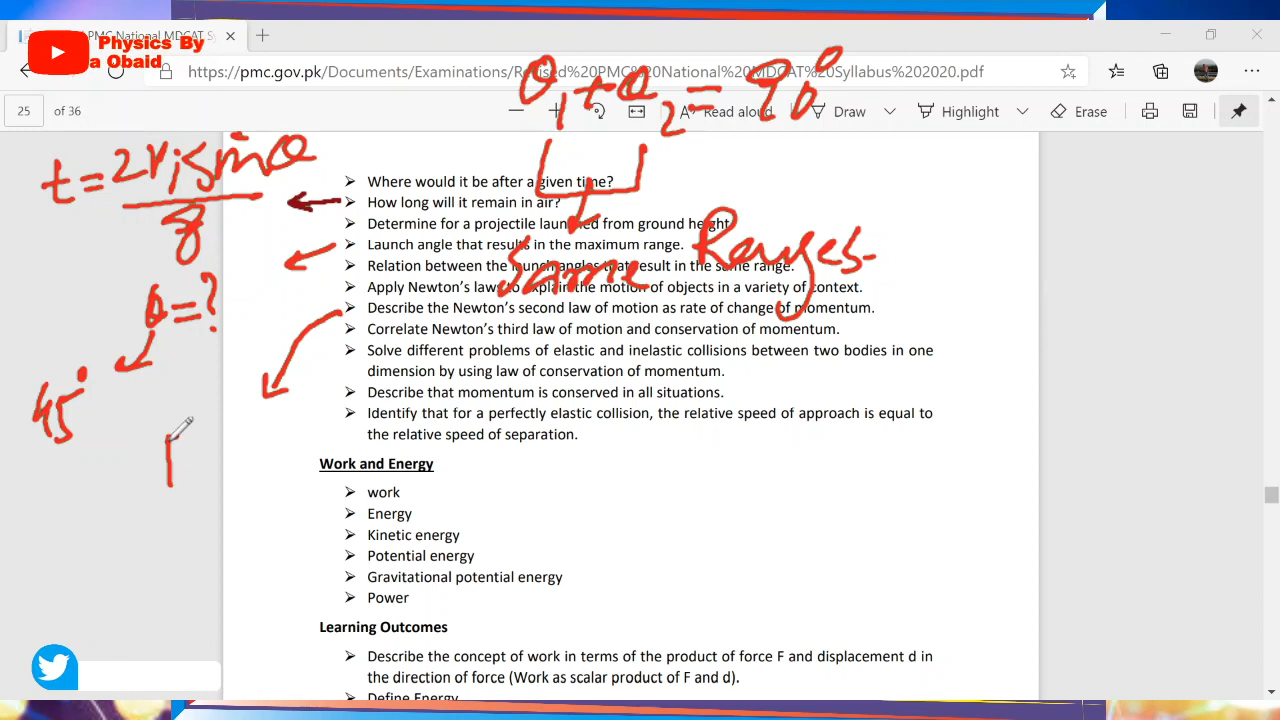 PMC National MDCAT Sy
Physics By
a Obaid
https://pmc.gov.pk/Documents/Examinations/Revised%20PMC%20National%20MDCAT%20Syllabus%202020.pdf
25 of 36
Read aloud
Draw
Highlight
Erase
θ1 + θ2 = 90°
t = 2Vi sinθ
g
➤ Where would it be after a given time?
➤ How long will it remain in air?
➤ Determine for a projectile launched from ground height.
➤ Launch angle that results in the maximum range.
➤ Relation between the launch angles that result in the same range.
Same Ranges-
➤ Apply Newton's laws to explain the motion of objects in a variety of context.
➤ Describe the Newton's second law of motion as rate of change of momentum.
θ = ?
➤ Correlate Newton's third law of motion and conservation of momentum.
➤ Solve different problems of elastic and inelastic collisions between two bodies in one
dimension by using law of conservation of momentum.
➤ Describe that momentum is conserved in all situations.
45°
➤ Identify that for a perfectly elastic collision, the relative speed of approach is equal to
the relative speed of separation.
Work and Energy
➤ work
➤ Energy
➤ Kinetic energy
➤ Potential energy
➤ Gravitational potential energy
➤ Power
Learning Outcomes
➤ Describe the concept of work in terms of the product of force F and displacement d in
the direction of force (Work as scalar product of F and d).
➤ Define Energy